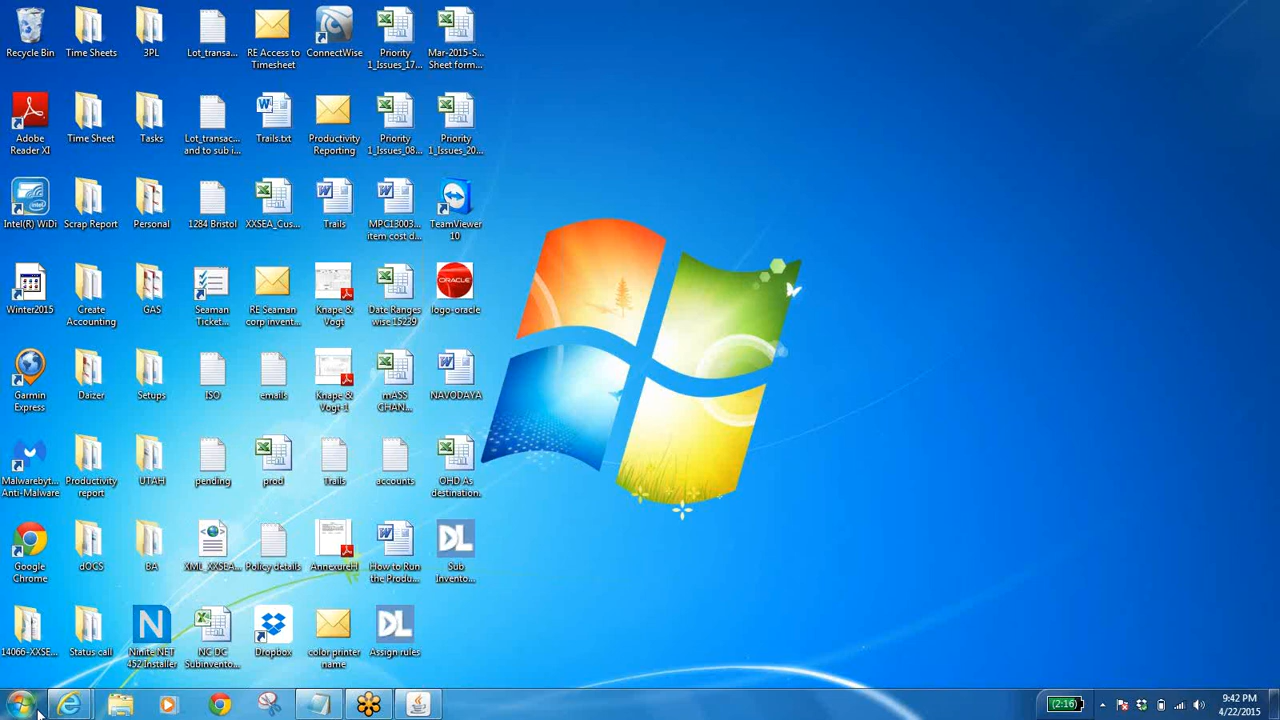 Recycle Bin
Time Sheets
3PL
Lot_transa...
RE Access to
Timesheet
ConnectWise
Priority
1_Issues_17...
Mar-2015-S...
Sheet form...
Adobe
Reader XI
Time Sheet
Tasks
Lot_transac...
and to sub i...
Trails.txt
Productivity
Reporting
Priority
1_Issues_08...
Priority
1_Issues_20...
Intel(R) WiDi
Scrap Report
Personal
1284 Bristol
XXSEA_Cus...
Trails
MPC13003...
item cost d...
TeamViewer
10
Winter2015
Create
Accounting
GAS
Seaman
Ticket...
RE Seaman
corp invent...
Knape &
Vogt
Date Ranges
wise 15239
ORACLE
logo-oracle
Garmin
Express
Daizer
Setups
ISO
emails
Knape &
Vogt-1
mASS
CHAN...
NAVODAYA
Malwarebyt...
Anti-Malware
Productivity
report
UTAH
pending
prod
Trails
accounts
OHD As
destination.
Google
Chrome
dOCS
BA
XML_XXSEA...
Policy details
AnnexureH
How to Run
the Produ...
DL
Sub
Invento...
14066-XXSE...
Status call
N
Ninite NET
452 Installer
NC DC
Subinvento...
Dropbox
color printer
name
DL
Assign rules
(2:16)
9:42 PM
4/22/2015